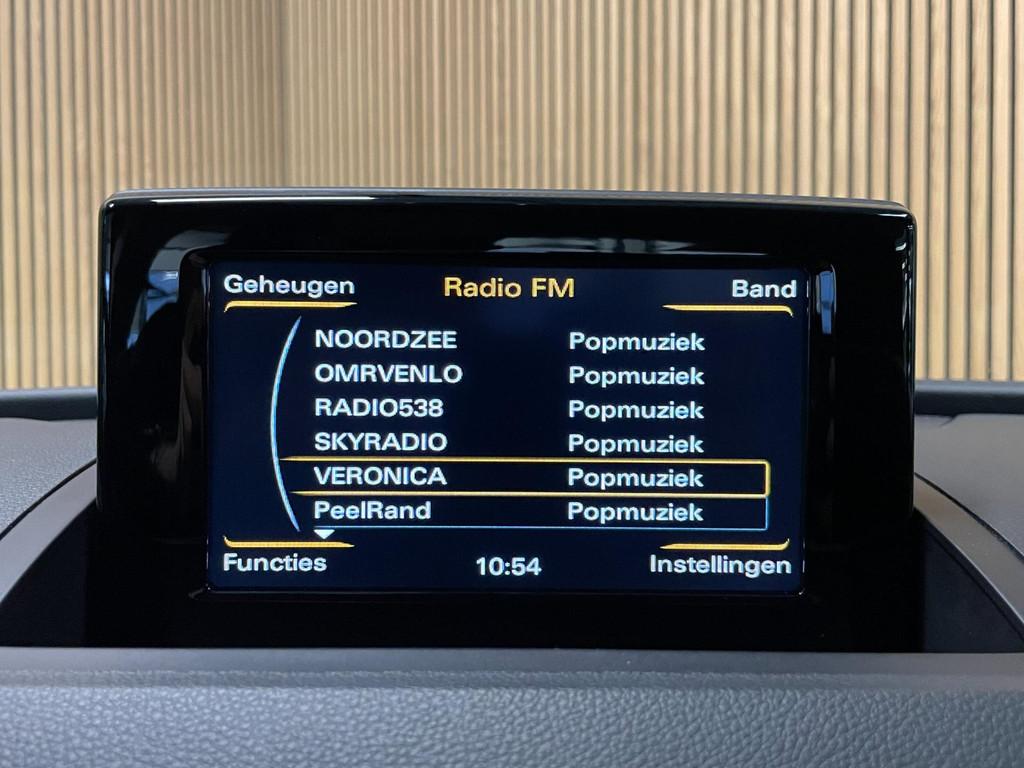 Geheugen Radio FM Band
NOORDZEE Popmuziek
OMRVENLO Popmuziek
RADIO538 Popmuziek
SKYRADIO Popmuziek
VERONICA Popmuziek
PeelRand Popmuziek
Functies 10:54 Instellingen